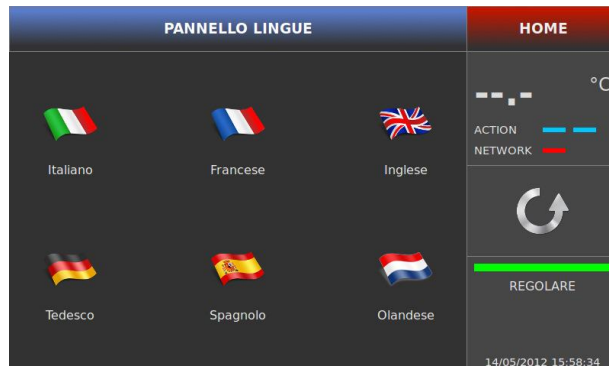 PANNELLO LINGUE
HOME
--.- °C
ACTION
NETWORK
Italiano Francese Inglese
REGOLARE
Tedesco Spagnolo Olandese
14/05/2012 15:58:34